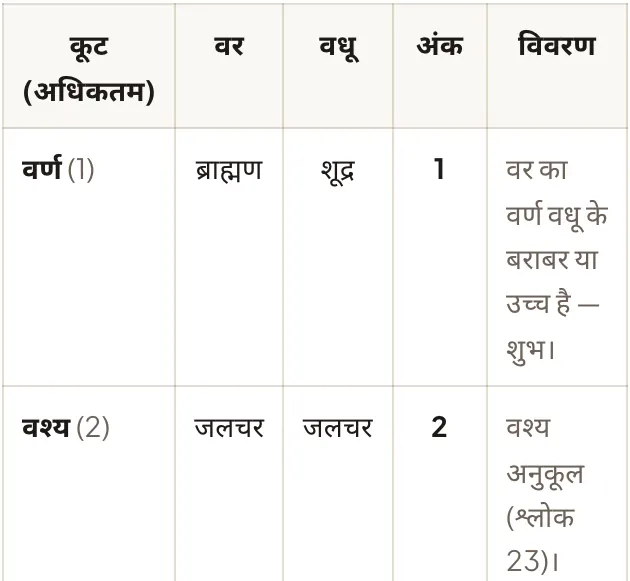 कूट वर वधू अंक विवरण
(अधिकतम)
वर्ण (1) ब्राह्मण शूद्र 1 वर का
वर्ण वधू के
बराबर या
उच्च है —
शुभ।
वश्य (2) जलचर जलचर 2 वश्य
अनुकूल
(श्लोक
23)।